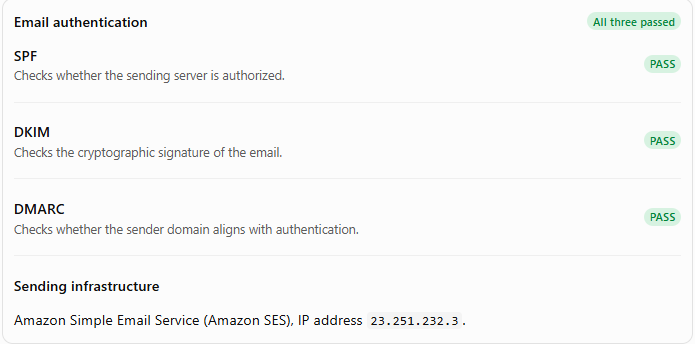 Email authentication
All three passed
SPF
Checks whether the sending server is authorized.
PASS
DKIM
Checks the cryptographic signature of the email.
PASS
DMARC
Checks whether the sender domain aligns with authentication.
PASS
Sending infrastructure
Amazon Simple Email Service (Amazon SES), IP address 23.251.232.3.